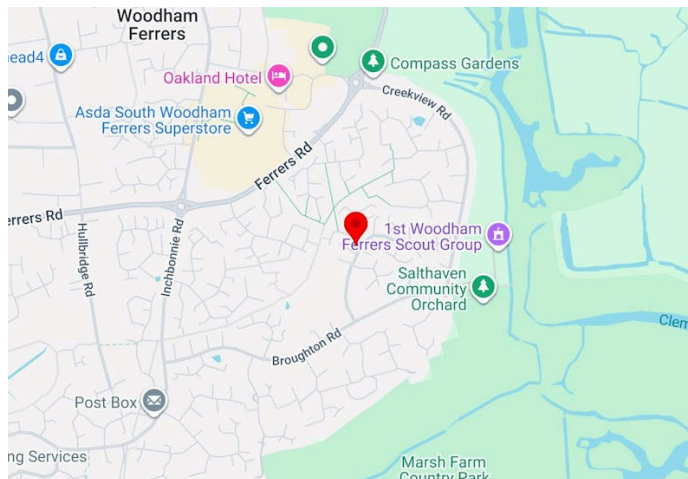 Woodham
Ferrers
ead4
Compass Gardens
Oakland Hotel
Creekview Rd
Asda South Woodham
Ferrers Superstore
Ferrers Rd
errers Rd
Hullbridge Rd
Inchbonnie Rd
1st Woodham
Ferrers Scout Group
Salthaven
Community
Orchard
Clem
Broughton Rd
Post Box
ng Services
Marsh Farm
Country Park